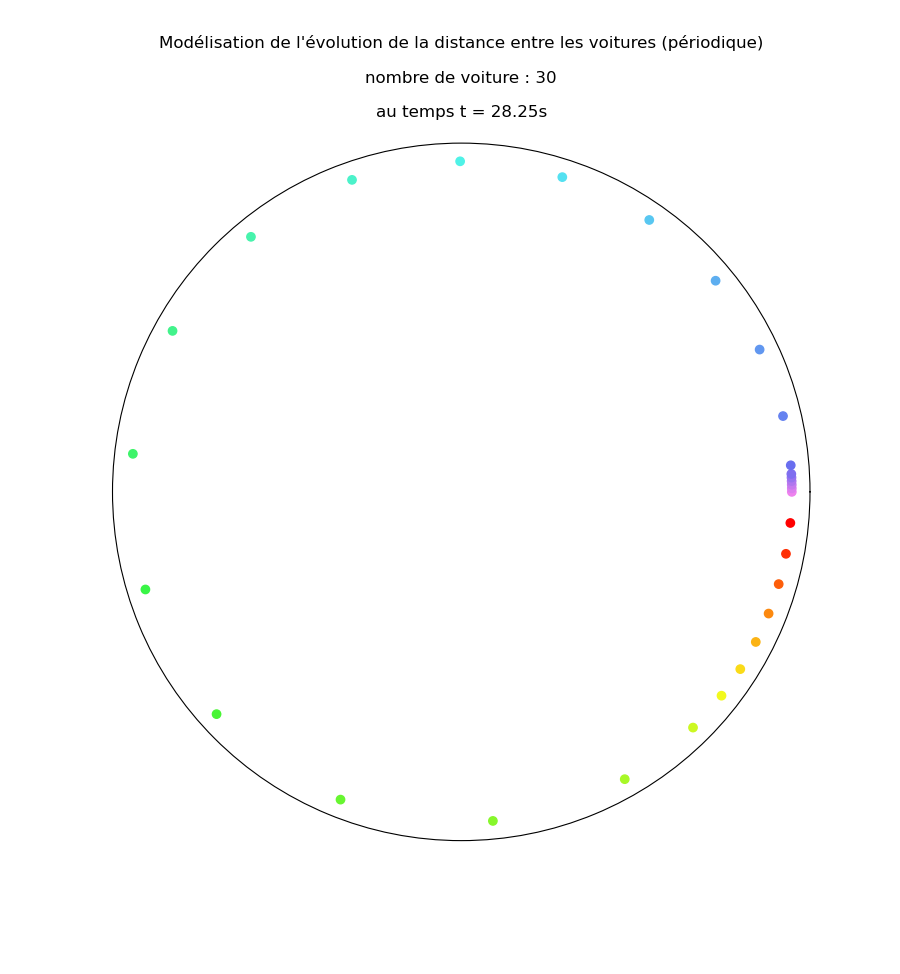 Modélisation de l'évolution de la distance entre les voitures (périodique)
nombre de voiture : 30
au temps t = 28.25s